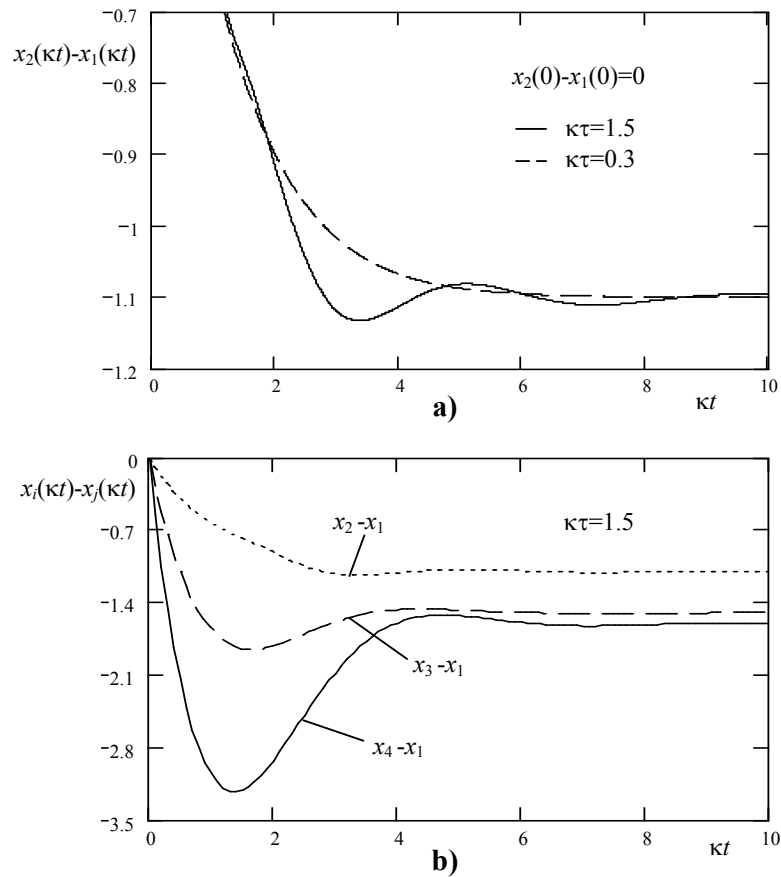 −0.7
x₂(κt)-x₁(κt)
−0.8
x₂(0)-x₁(0)=0
κτ=1.5
−0.9
κτ=0.3
−1
−1.1
−1.2
0 2 4 6 8 10
a) κt
0
xᵢ(κt)-xⱼ(κt)
x₂-x₁ κτ=1.5
−0.7
−1.4
x₃-x₁
−2.1
x₄-x₁
−2.8
−3.5
0 2 4 6 8 10
b) κt